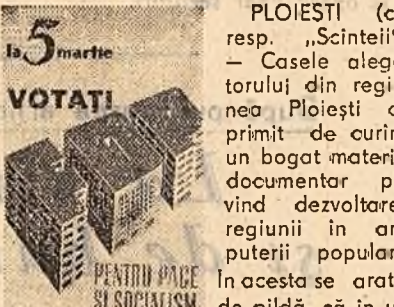 la 5 martie
VOTAȚI
PENTRU PACE
ȘI SOCIALISM
PLOIEȘTI (c
resp. „Scînteii"
— Casele aleg
torului din regi
nea Ploiești c
primit de curîn
un bogat materi
documentar p
vind dezvoltare
regiunii în an
puterii popular
În acesta se arat
de pildă, că în u